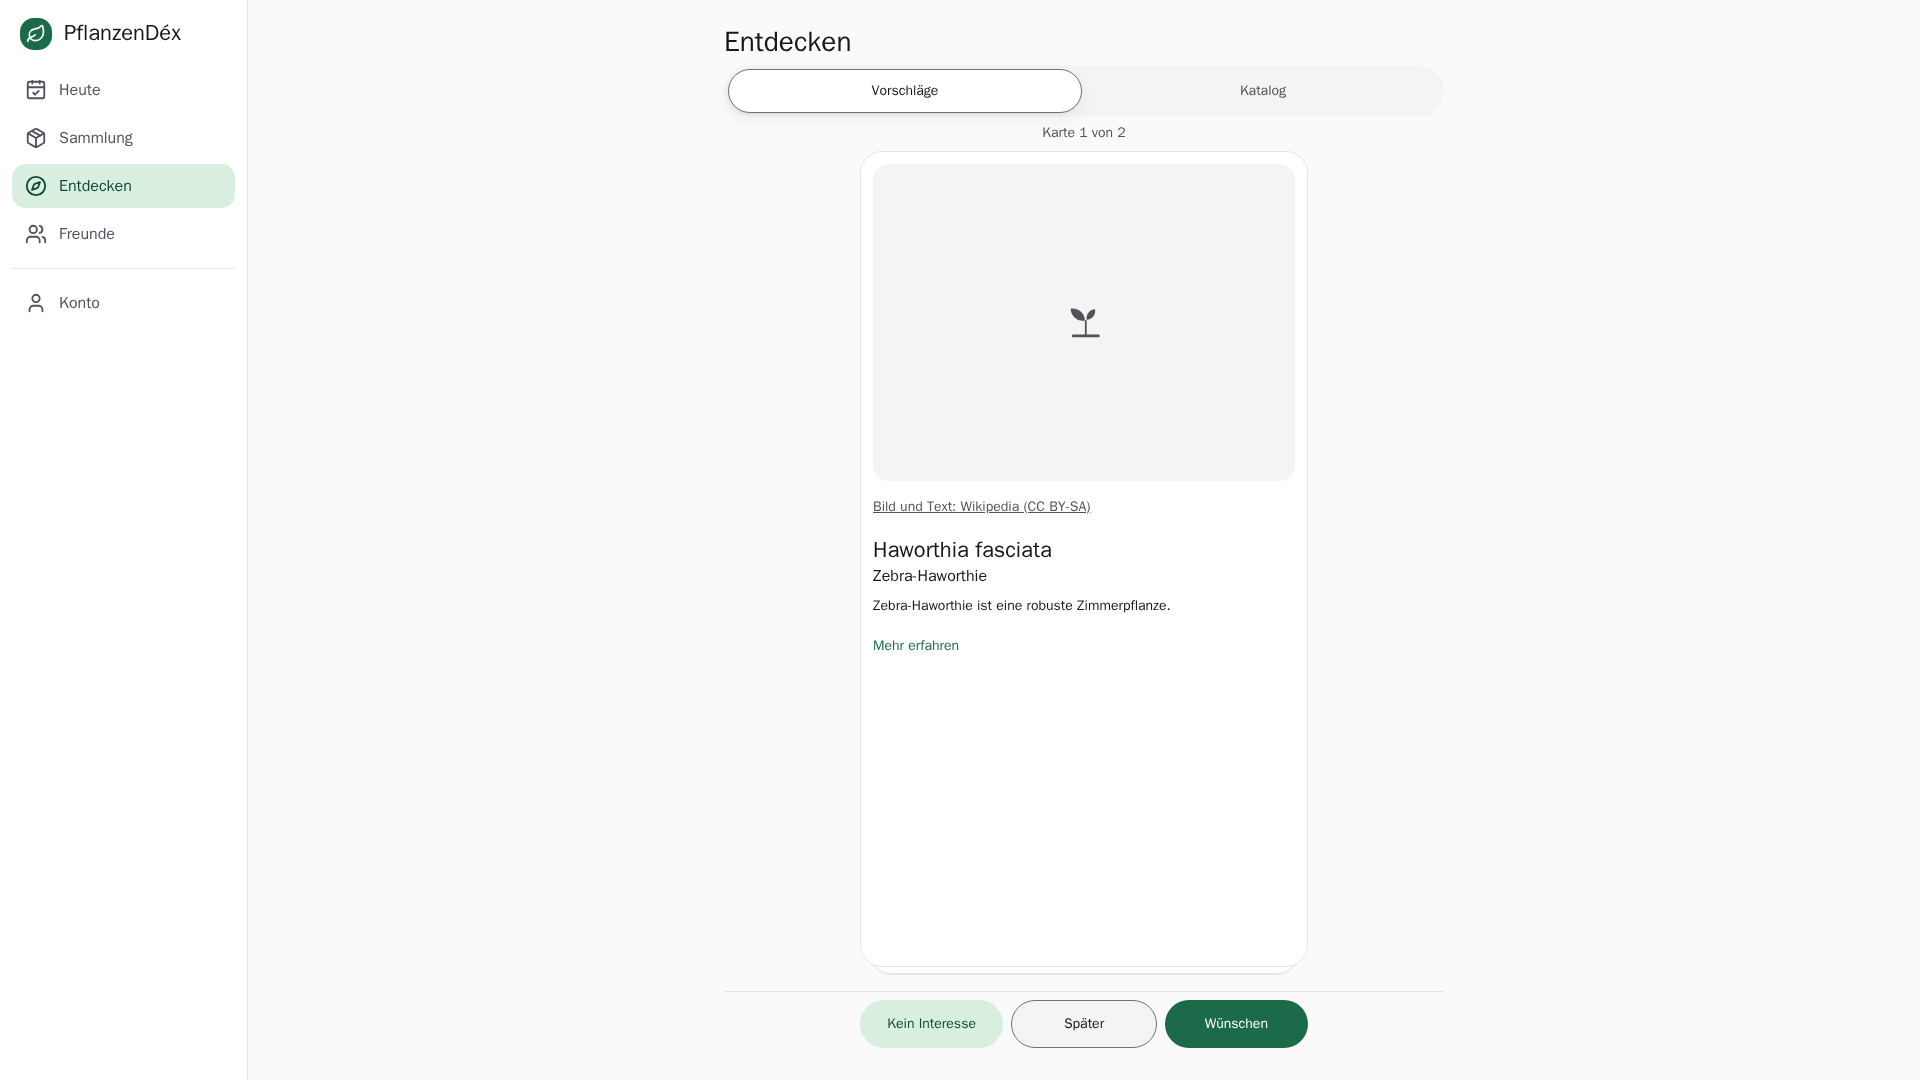 PflanzenDéx
Heute
Sammlung
Entdecken
Freunde
Konto
Entdecken
Vorschläge
Katalog
Karte 1 von 2
Bild und Text: Wikipedia (CC BY-SA)
Haworthia fasciata
Zebra-Haworthie
Zebra-Haworthie ist eine robuste Zimmerpflanze.
Mehr erfahren
Kein Interesse
Später
Wünschen